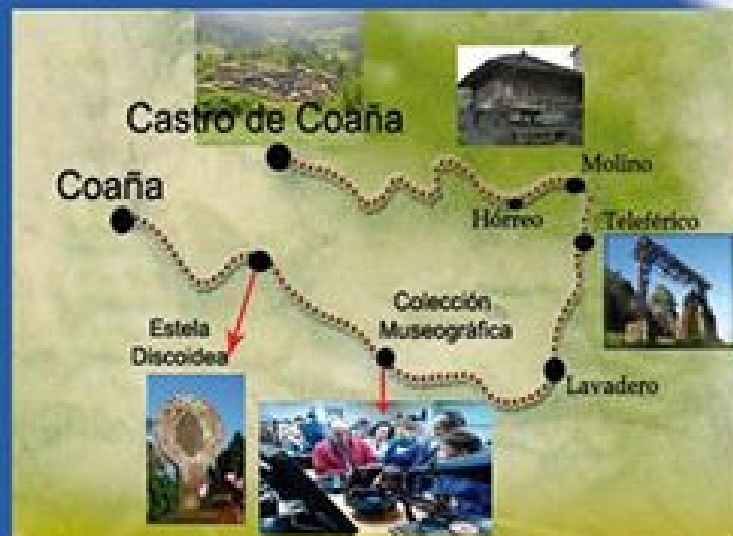 Castro de Coaña
Coaña
Molino
Hórreo
Teleférico
Colección
Museográfica
Estela
Discoidea
Lavadero